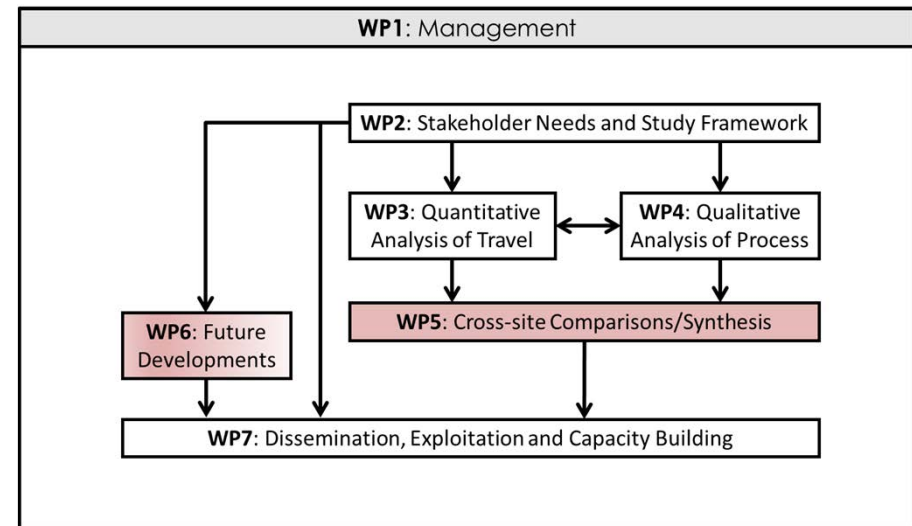 WP1: Management
WP2: Stakeholder Needs and Study Framework
WP3: Quantitative
Analysis of Travel
WP4: Qualitative
Analysis of Process
WP5: Cross-site Comparisons/Synthesis
WP6: Future
Developments
WP7: Dissemination, Exploitation and Capacity Building